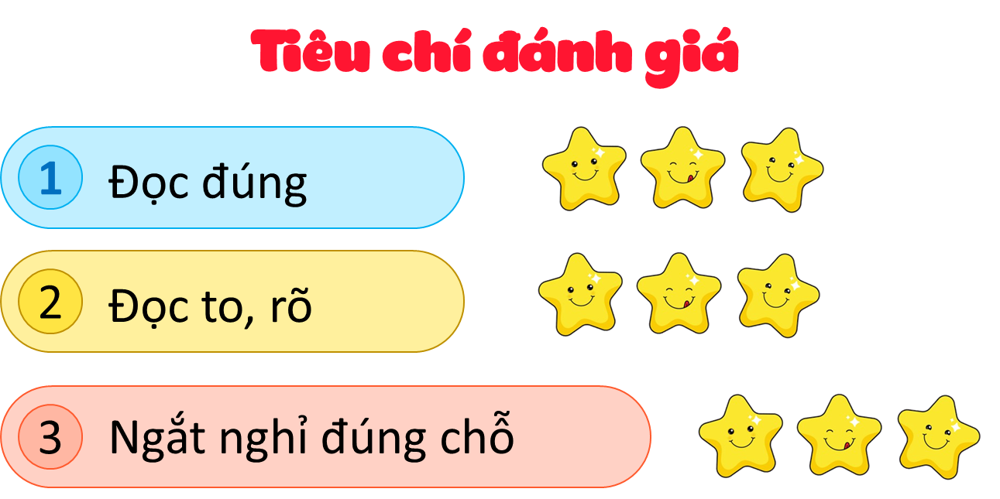 Tiêu chí đánh giá
1 Đọc đúng
2 Đọc to, rõ
3 Ngắt nghỉ đúng chỗ